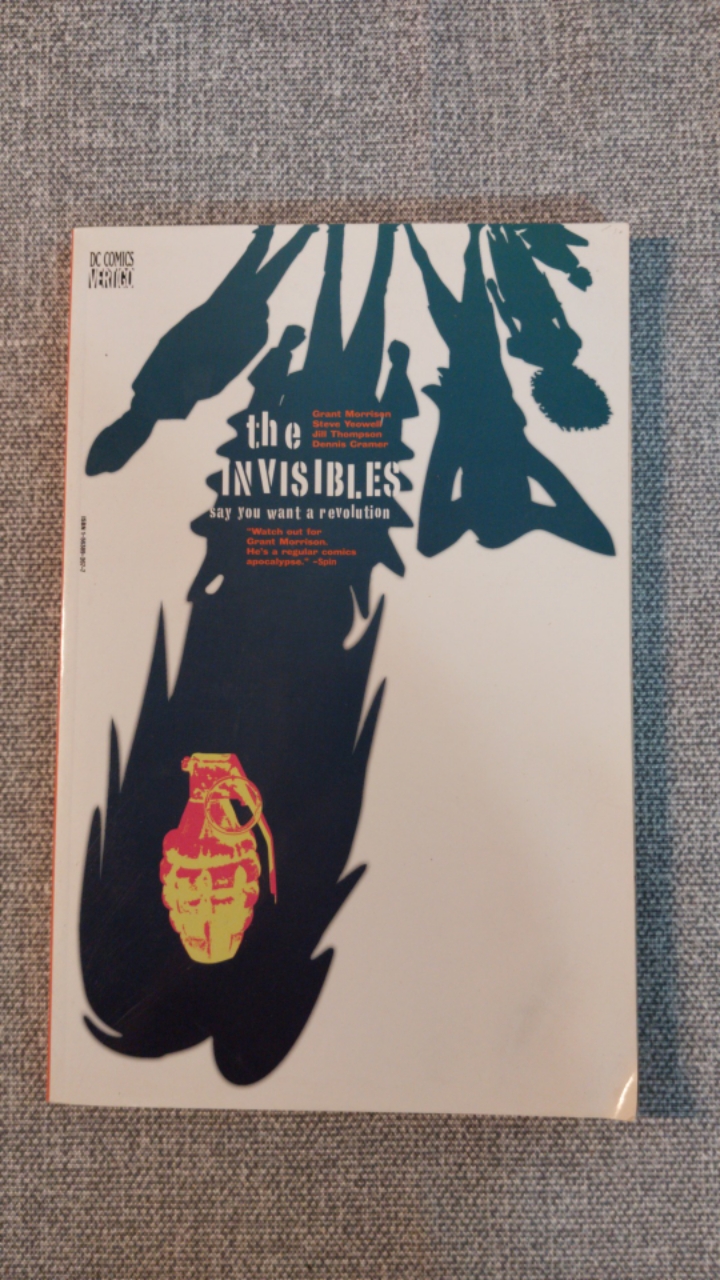 DC COMICS
VERTIGO
Grant Morrison
Steve Yeowell
Jill Thompson
Dennis Cramer
the
INVISIBLES
say you want a revolution
"Watch out for
Grant Morrison.
He's a regular comics
apocalypse." –Spin